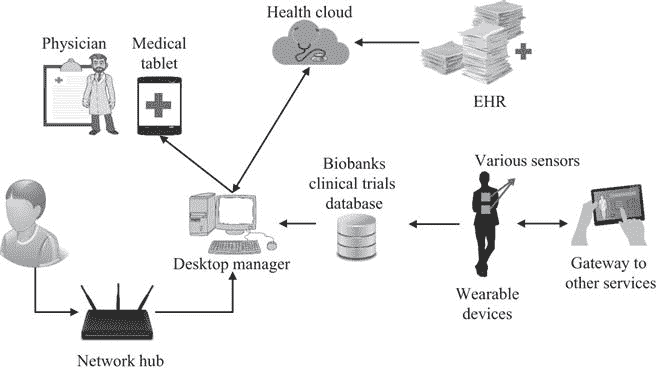 Health cloud
Physician
Medical
tablet
EHR
Biobanks
clinical trials
database
Various sensors
Desktop manager
Wearable
devices
Gateway to
other services
Network hub